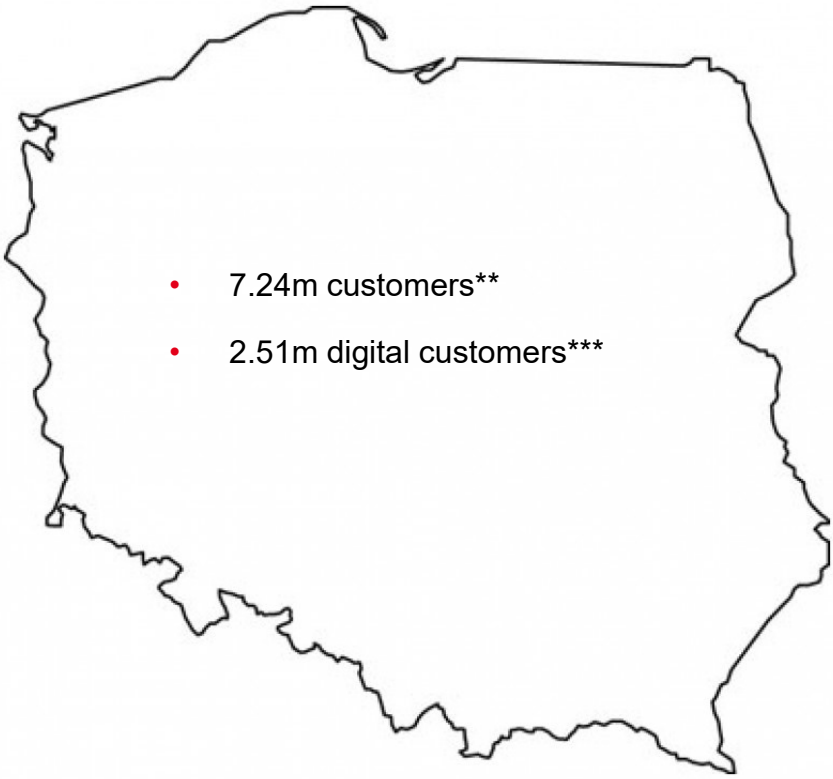 • 7.24m customers**
• 2.51m digital customers***